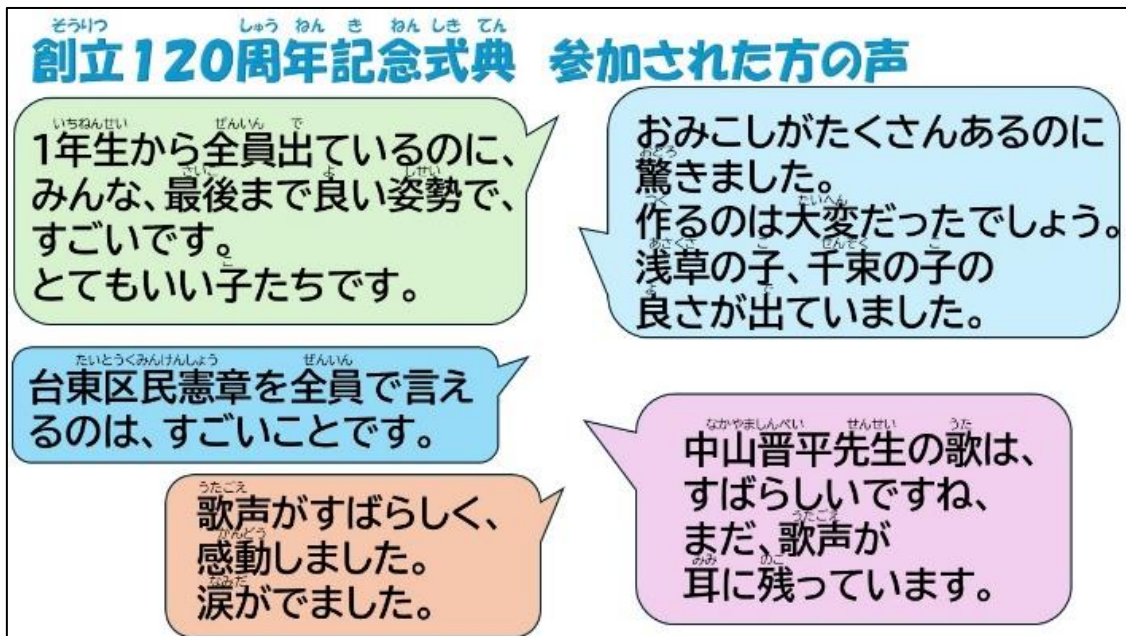 創立120周年記念式典 参加された方の声
1年生から全員出ているのに、
みんな、最後まで良い姿勢で、
すごいです。
とてもいい子たちです。
おみこしがたくさんあるのに
驚きました。
作るのは大変だったでしょう。
浅草の子、千束の子の
良さが出ていました。
台東区民憲章を全員で言え
るのは、すごいことです。
中山晋平先生の歌は、
すばらしいですね、
まだ、歌声が
耳に残っています。
歌声がすばらしく、
感動しました。
涙がでました。